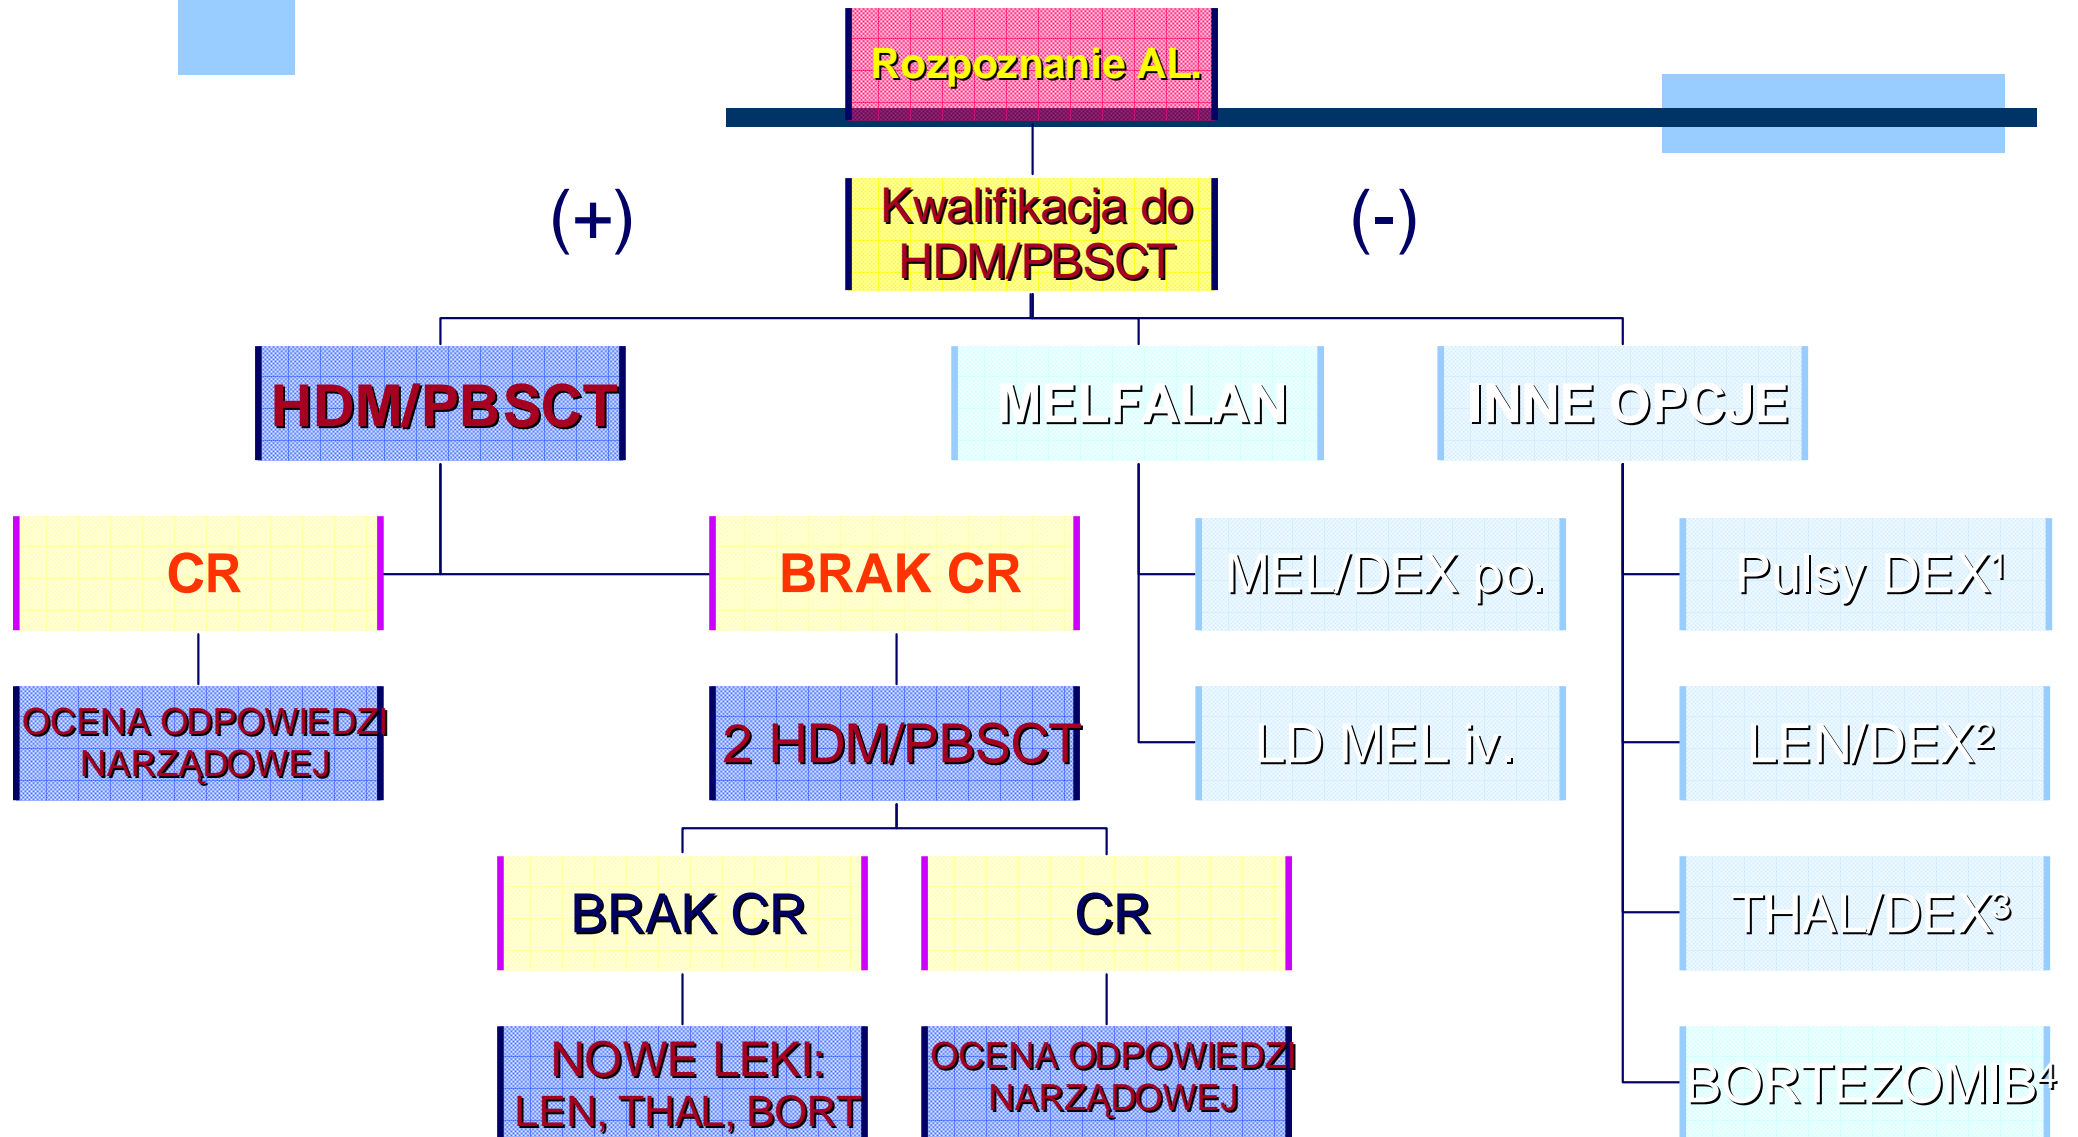 Rozpoznanie AL.
(+)
Kwalifikacja do
HDM/PBSCT
(-)
HDM/PBSCT
MELFALAN
INNE OPCJE
CR
BRAK CR
MEL/DEX po.
Pulsy DEX¹
OCENA ODPOWIEDZI
NARZĄDOWEJ
2 HDM/PBSCT
LD MEL iv.
LEN/DEX²
BRAK CR
CR
THAL/DEX³
NOWE LEKI:
LEN, THAL, BORT
OCENA ODPOWIEDZI
NARZĄDOWEJ
BORTEZOMIB⁴